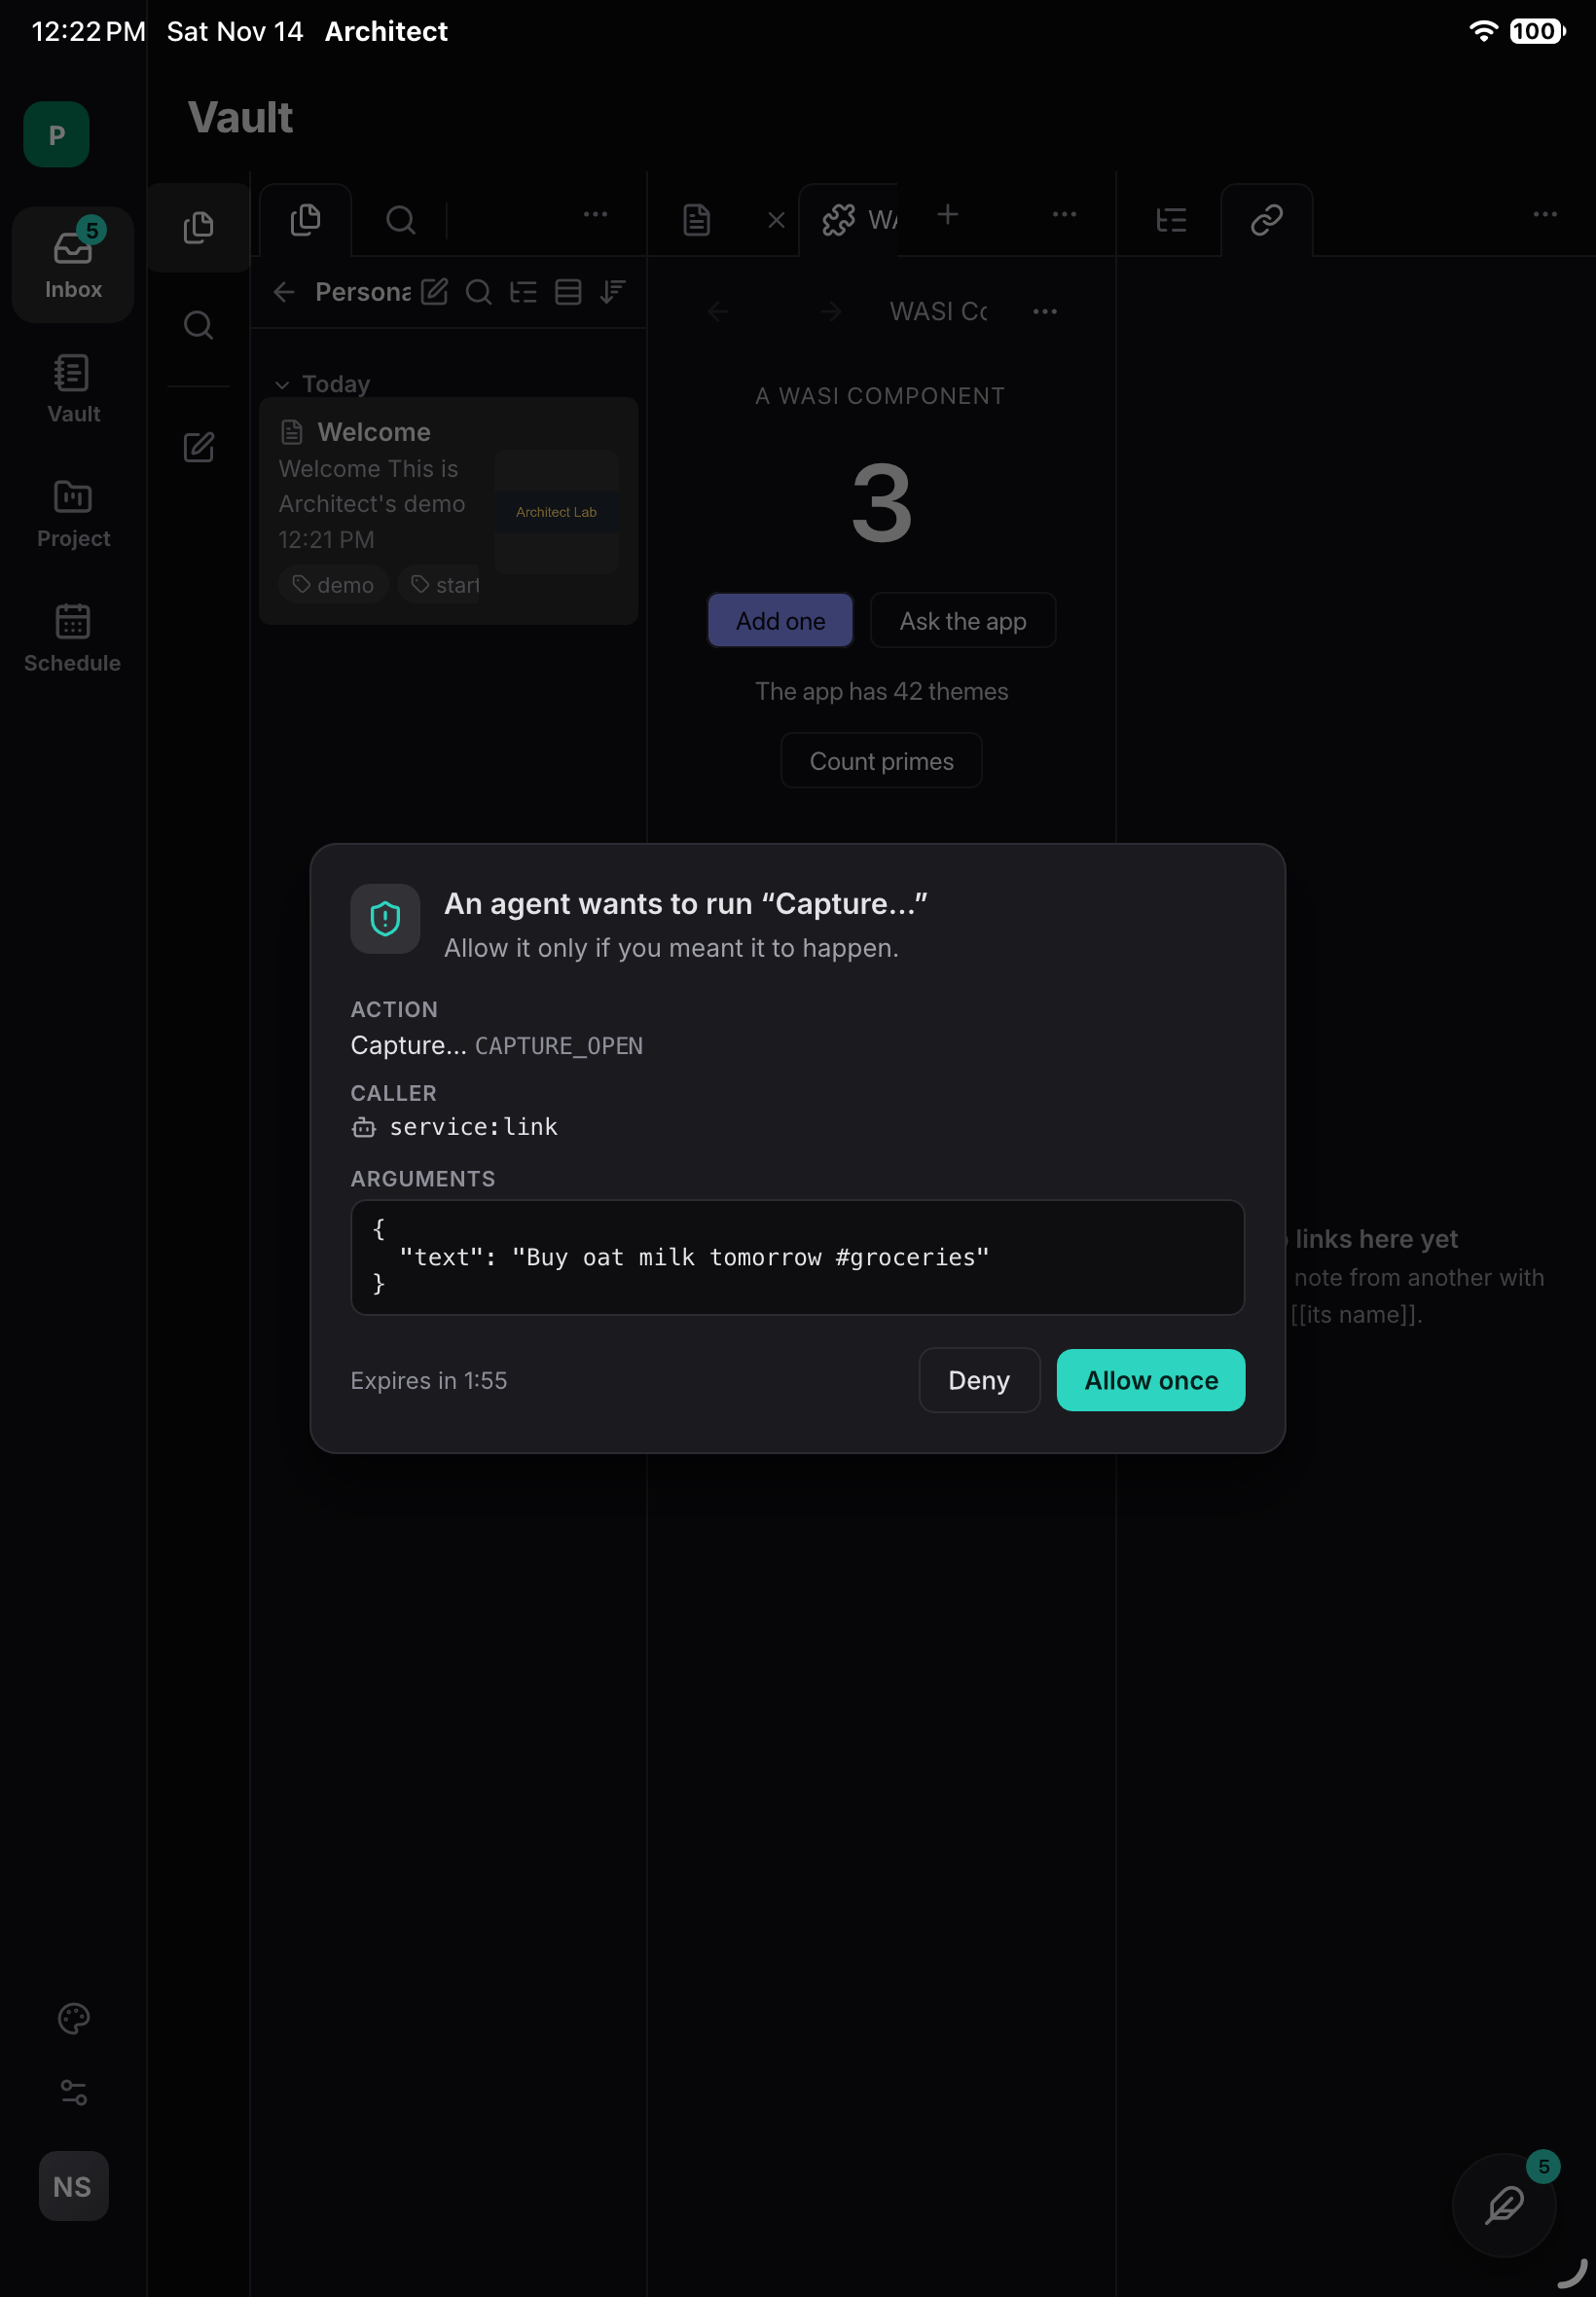 12:22 PM Sat Nov 14 Architect
100
P
Vault
5
Inbox
Vault
Project
Schedule
WA
Persona
WASI Co
Today
Welcome
Welcome This is
Architect's demo
12:21 PM
demo
start
Architect Lab
A WASI COMPONENT
3
Add one
Ask the app
The app has 42 themes
Count primes
An agent wants to run “Capture…”
Allow it only if you meant it to happen.
ACTION
Capture… CAPTURE_OPEN
CALLER
service:link
ARGUMENTS
{
"text": "Buy oat milk tomorrow #groceries"
}
Expires in 1:55
Deny
Allow once
links here yet
note from another with
[[its name]].
NS
5